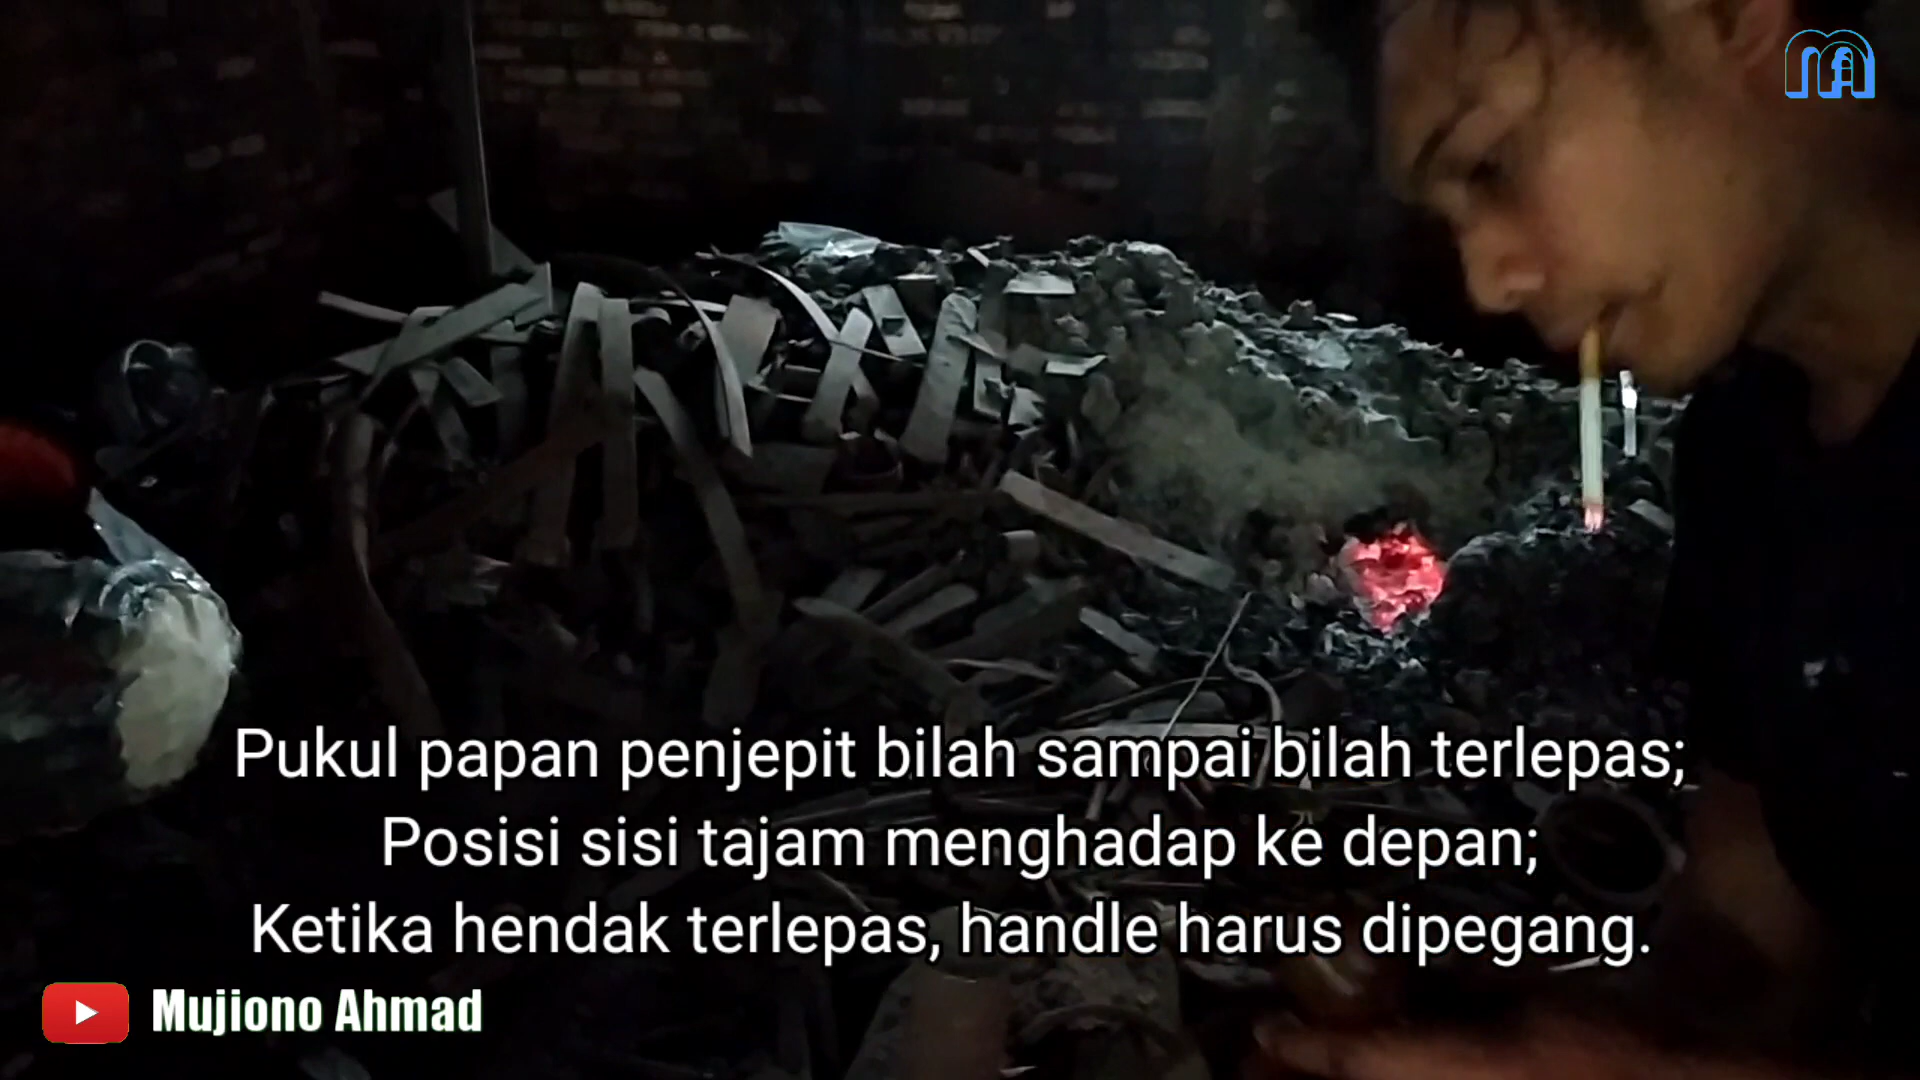 Pukul papan penjepit bilah sampai bilah terlepas;
Posisi sisi tajam menghadap ke depan;
Ketika hendak terlepas, handle harus dipegang.
Mujiono Ahmad
MA